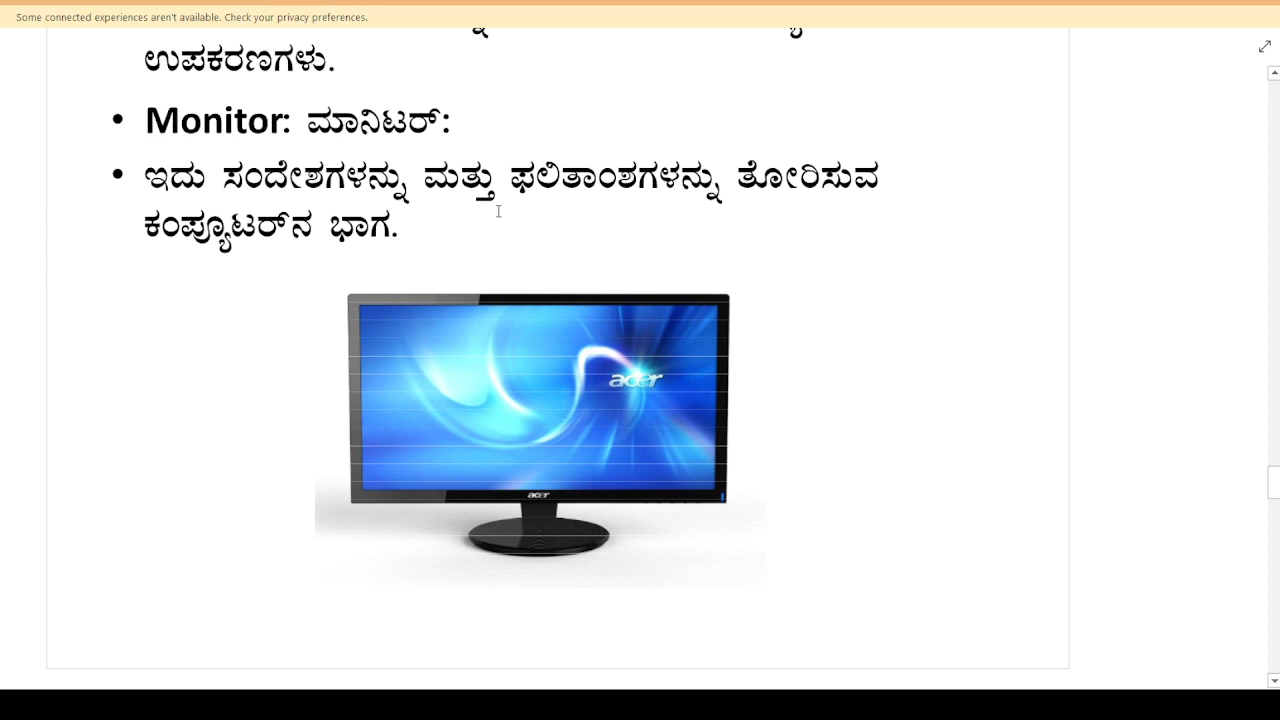 Some connected experiences aren't available. Check your privacy preferences.
ಉಪಕರಣಗಳು.
• Monitor: ಮಾನಿಟರ್:
• ಇದು ಸಂದೇಶಗಳನ್ನು ಮತ್ತು ಫಲಿತಾಂಶಗಳನ್ನು ತೋರಿಸುವ
ಕಂಪ್ಯೂಟರ್‌ನ ಭಾಗ.
acer
acer